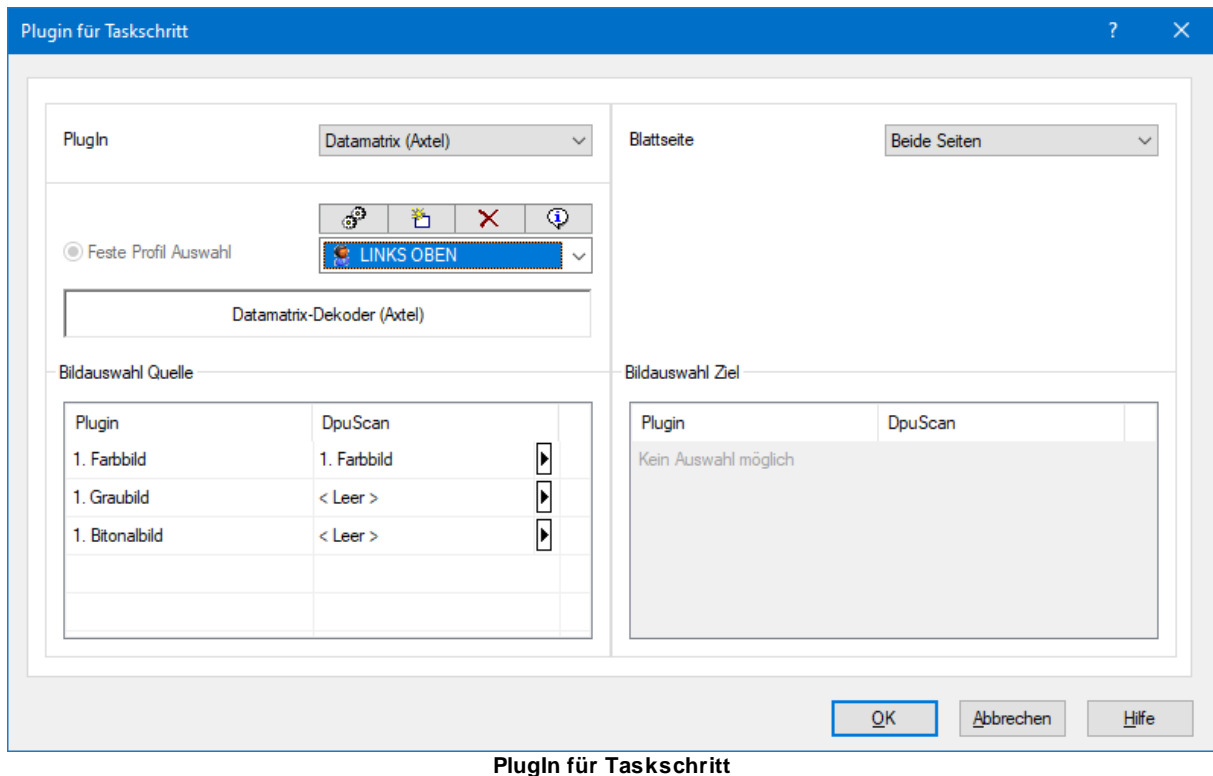 Plugin für Taskschritt
?
PlugIn
Datamatrix (Axtel)
Blattseite
Beide Seiten
Feste Profil Auswahl
LINKS OBEN
Datamatrix-Dekoder (Axtel)
Bildauswahl Quelle
Plugin DpuScan
1. Farbbild 1. Farbbild
1. Graubild < Leer >
1. Bitonalbild < Leer >
Bildauswahl Ziel
Plugin DpuScan
Kein Auswahl möglich
OK Abbrechen Hilfe
PlugIn für Taskschritt